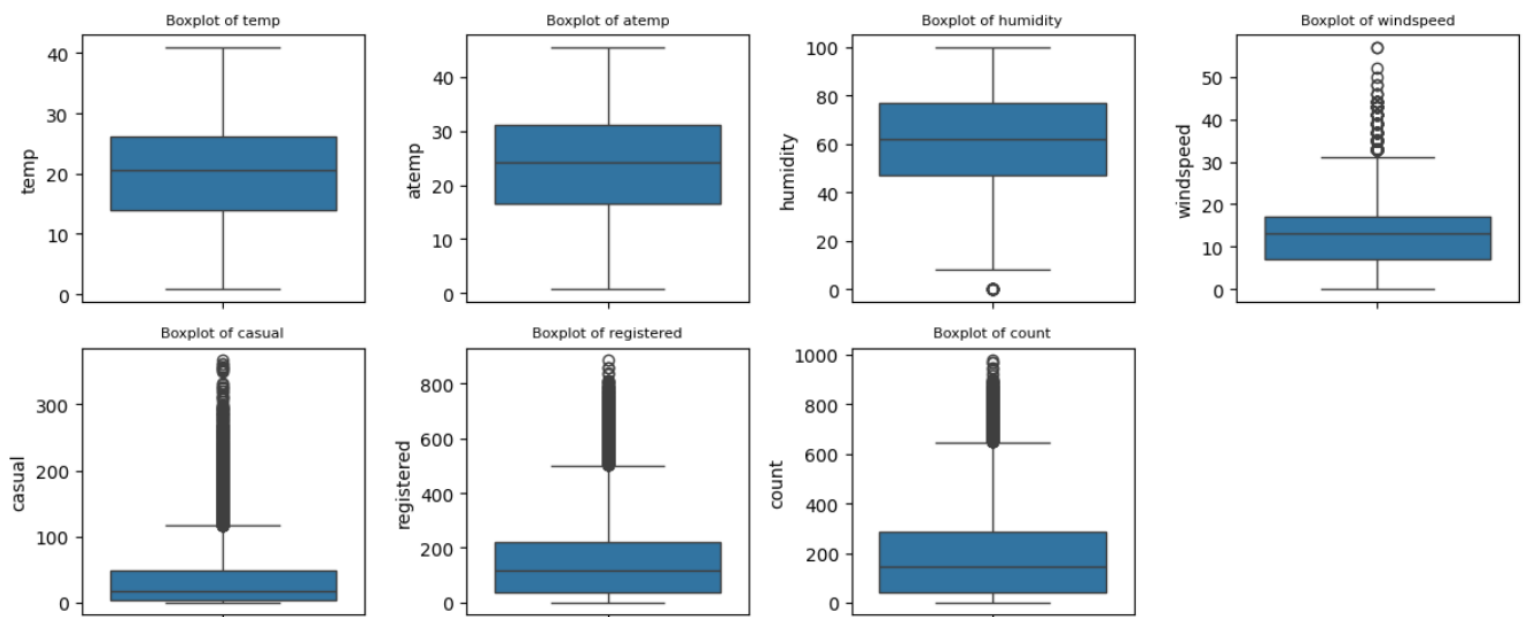 Boxplot of temp
40
30
20
10
0
temp
Boxplot of atemp
40
30
20
10
0
atemp
Boxplot of humidity
100
80
60
40
20
0
humidity
Boxplot of windspeed
50
40
30
20
10
0
windspeed
Boxplot of casual
300
200
100
0
casual
Boxplot of registered
800
600
400
200
0
registered
Boxplot of count
1000
800
600
400
200
0
count